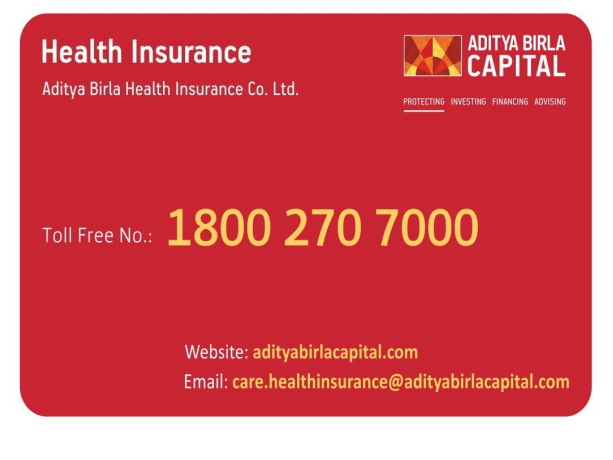 Health Insurance
Aditya Birla Health Insurance Co. Ltd.
ADITYA BIRLA
CAPITAL
PROTECTING INVESTING FINANCING ADVISING
Toll Free No.: 1800 270 7000
Website: adityabirlacapital.com
Email: care.healthinsurance@adityabirlacapital.com